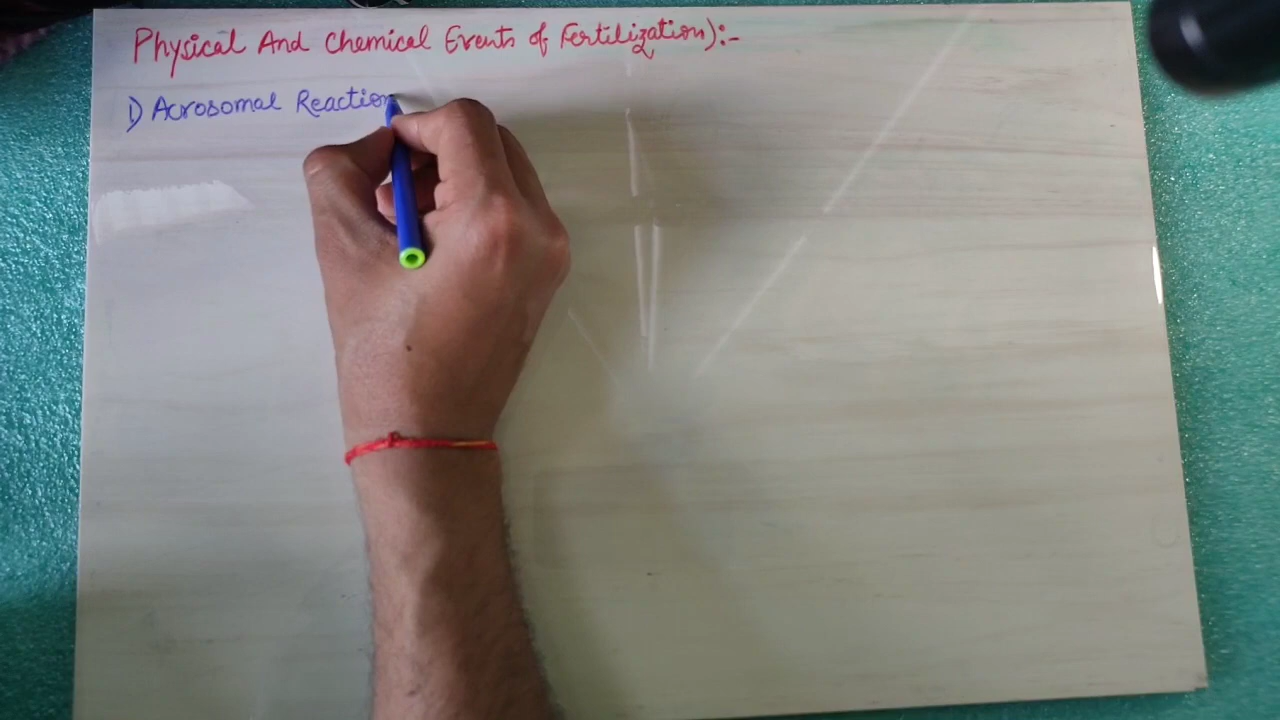 Physical And Chemical Events of Fertilization):-
1) Acrosomal Reaction